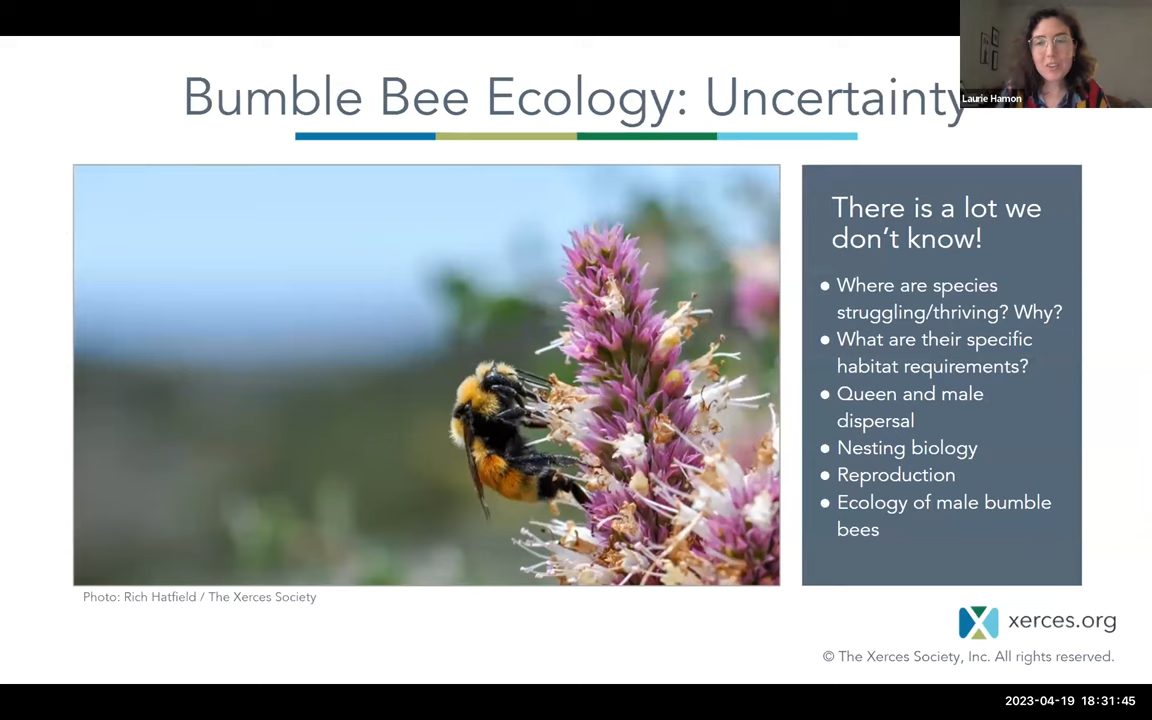 Bumble Bee Ecology: Uncertainty
Laurie Hamon
There is a lot we
don't know!
● Where are species
struggling/thriving? Why?
● What are their specific
habitat requirements?
● Queen and male
dispersal
● Nesting biology
● Reproduction
● Ecology of male bumble
bees
Photo: Rich Hatfield / The Xerces Society
xerces.org
© The Xerces Society, Inc. All rights reserved.
2023-04-19 18:31:45